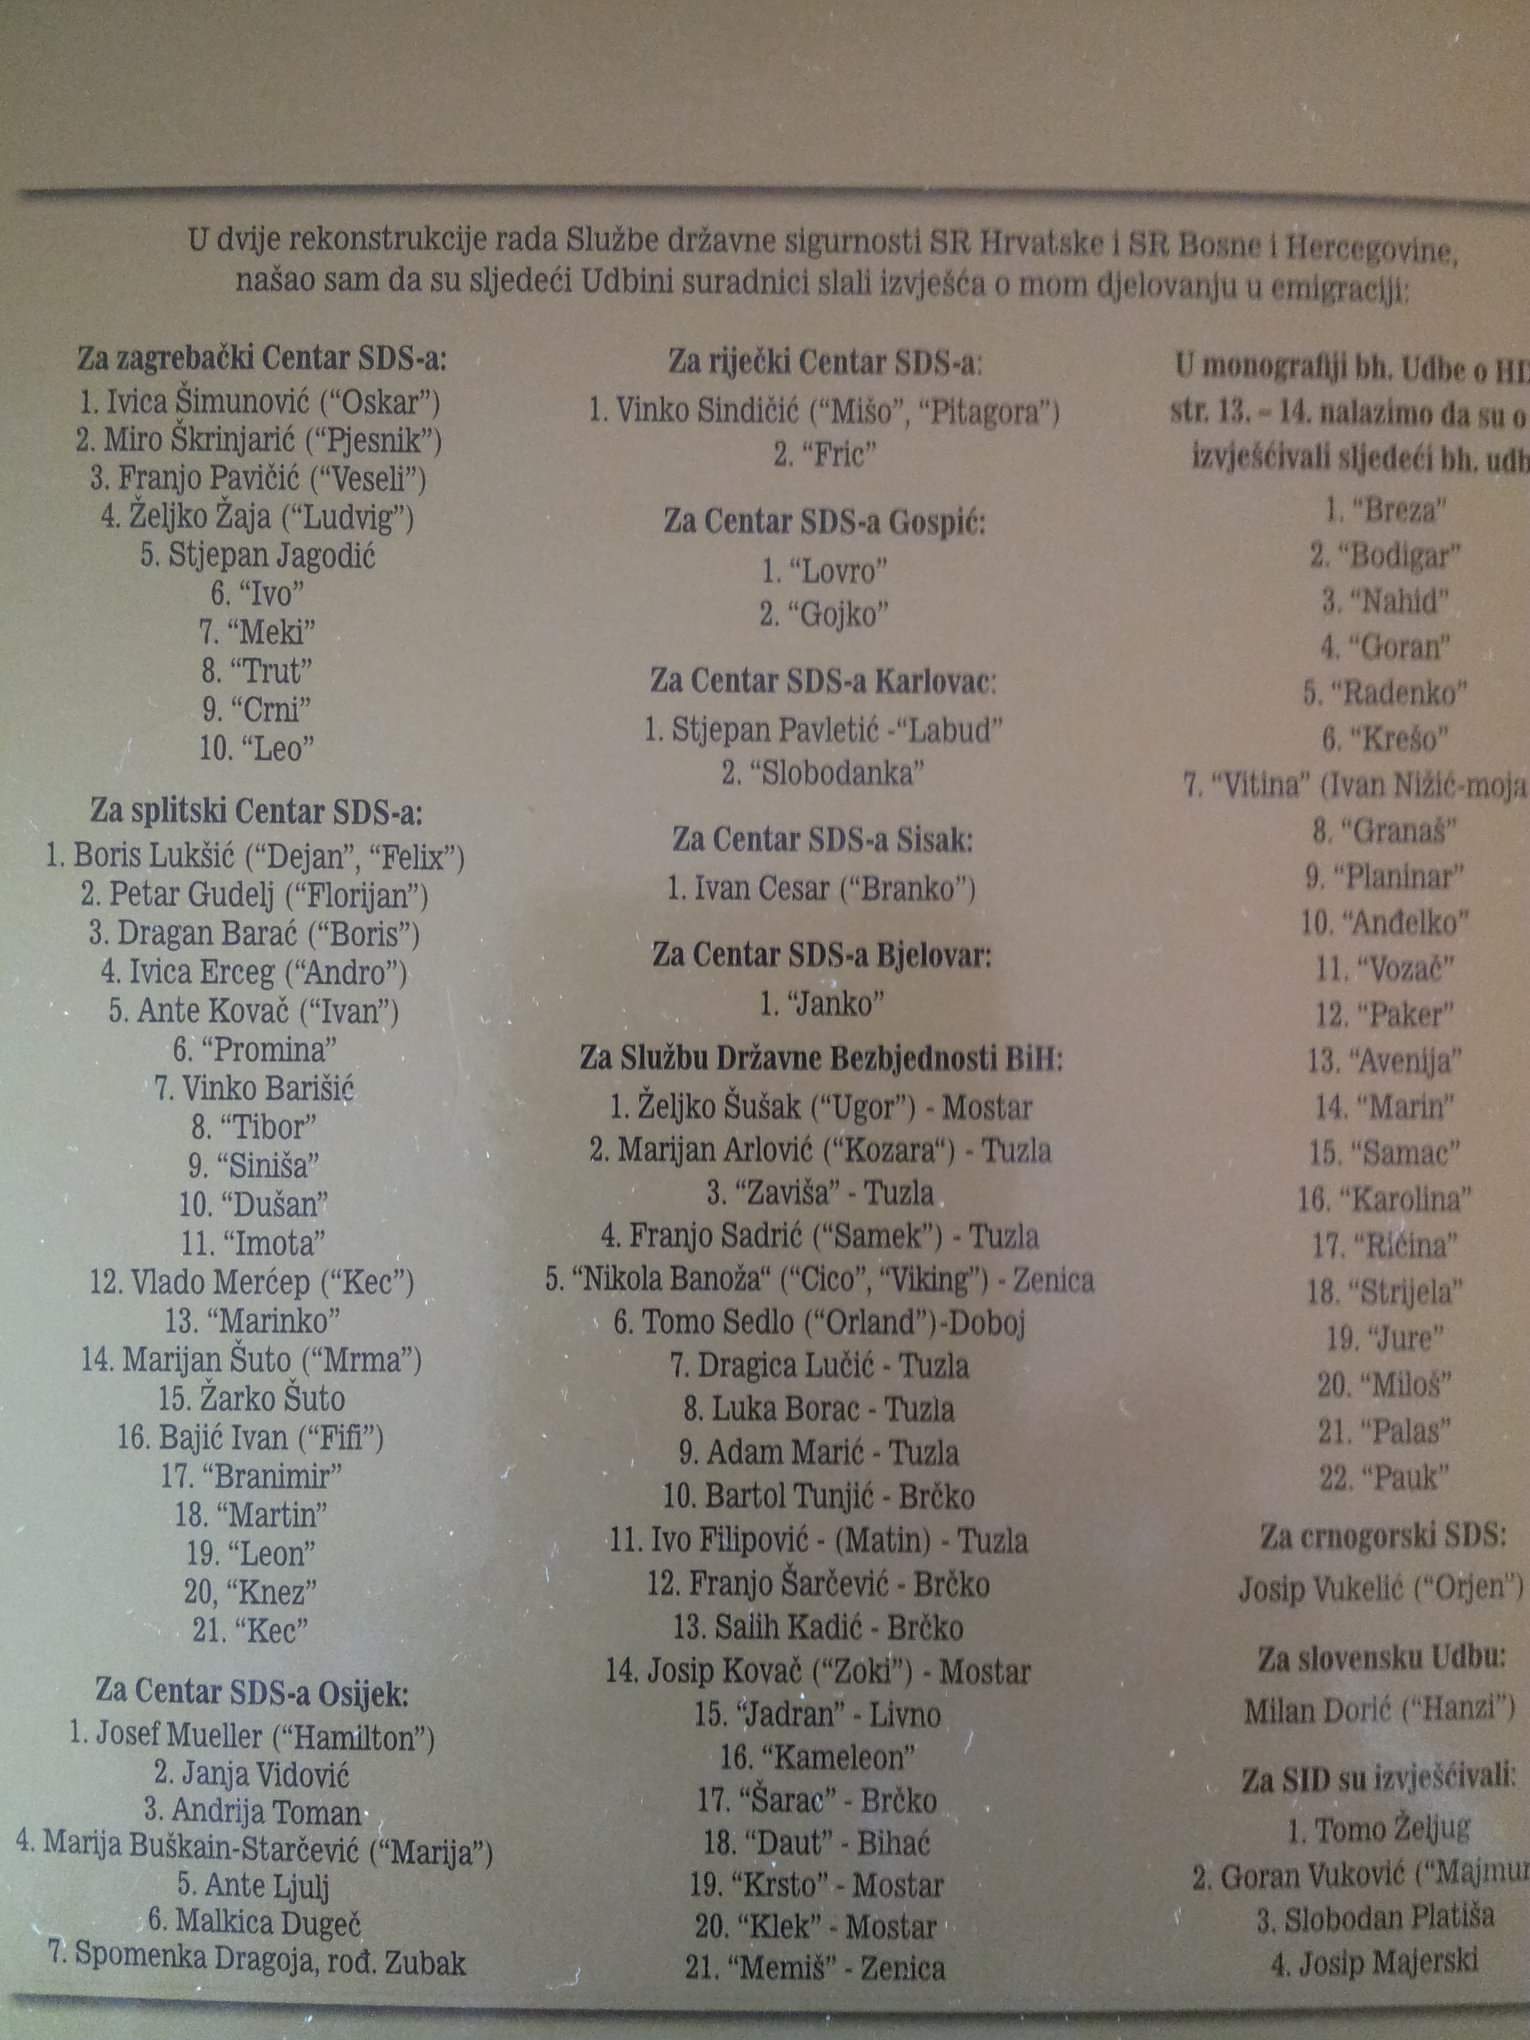 U dvije rekonstrukcije rada Službe državne sigurnosti SR Hrvatske i SR Bosne i Hercegovine,
našao sam da su sljedeći Udbini suradnici slali izvješća o mom djelovanju u emigraciji:
Za zagrebački Centar SDS-a:
1. Ivica Šimunović (“Oskar”)
2. Miro Škrinjarić (“Pjesnik”)
3. Franjo Pavičić (“Veseli”)
4. Željko Žaja (“Ludvig”)
5. Stjepan Jagodić
6. “Ivo”
7. “Meki”
8. “Trut”
9. “Crni”
10. “Leo”
Za splitski Centar SDS-a:
1. Boris Lukšić (“Dejan”, “Felix”)
2. Petar Gudelj (“Florijan”)
3. Dragan Barać (“Boris”)
4. Ivica Erceg (“Andro”)
5. Ante Kovač (“Ivan”)
6. “Promina”
7. Vinko Barišić
8. “Tibor”
9. “Siniša”
10. “Dušan”
11. “Imota”
12. Vlado Merćep (“Kec”)
13. “Marinko”
14. Marijan Šuto (“Mrma”)
15. Žarko Šuto
16. Bajić Ivan (“Fifi”)
17. “Branimir”
18. “Martin”
19. “Leon”
20, “Knez”
21. “Kec”
Za Centar SDS-a Osijek:
1. Josef Mueller (“Hamilton”)
2. Janja Vidović
3. Andrija Toman
4. Marija Buškain-Starčević (“Marija”)
5. Ante Ljulj
6. Malkica Dugeč
7. Spomenka Dragoja, rođ. Zubak
Za riječki Centar SDS-a:
1. Vinko Sindičić (“Mišo”, “Pitagora”)
2. “Fric”
Za Centar SDS-a Gospić:
1. “Lovro”
2. “Gojko”
Za Centar SDS-a Karlovac:
1. Stjepan Pavletić -“Labud”
2. “Slobodanka”
Za Centar SDS-a Sisak:
1. Ivan Cesar (“Branko”)
Za Centar SDS-a Bjelovar:
1. “Janko”
Za Službu Državne Bezbjednosti BiH:
1. Željko Šušak (“Ugor”) - Mostar
2. Marijan Arlović (“Kozara“) - Tuzla
3. “Zaviša” - Tuzla
4. Franjo Sadrić (“Samek”) - Tuzla
5. “Nikola Banoža“ (“Cico”, “Viking”) - Zenica
6. Tomo Sedlo (“Orland”)-Doboj
7. Dragica Lučić - Tuzla
8. Luka Borac - Tuzla
9. Adam Marić - Tuzla
10. Bartol Tunjić - Brčko
11. Ivo Filipović - (Matin) - Tuzla
12. Franjo Šarčević - Brčko
13. Salih Kadić - Brčko
14. Josip Kovač (“Zoki”) - Mostar
15. “Jadran” - Livno
16. “Kameleon”
17. “Šarac” - Brčko
18. “Daut” - Bihać
19. “Krsto” - Mostar
20. “Klek” - Mostar
21. “Memiš” - Zenica
U monografiji bh. Udbe o
str. 13. - 14. nalazimo da su o
izvješćivali sljedeći bh.
1. “Breza”
2. “Bodigar”
3. “Nahid”
4. “Goran”
5. “Radenko”
6. “Krešo”
7. “Vitina” (Ivan Nižić-moja
8. “Granaš”
9. “Planinar”
10. “Anđelko”
11. “Vozač”
12. “Paker”
13. “Avenija”
14. “Marin”
15. “Samac”
16. “Karolina”
17. “Ričina”
18. “Strijela”
19. “Jure”
20. “Miloš”
21. “Palas”
22. “Pauk”
Za crnogorski SDS:
Josip Vukelić (“Orjen”)
Za slovensku Udbu:
Milan Dorić (“Hanzi”)
Za SID su izvješćivali:
1. Tomo Željug
2. Goran Vuković (“Majmun
3. Slobodan Platiša
4. Josip Majerski